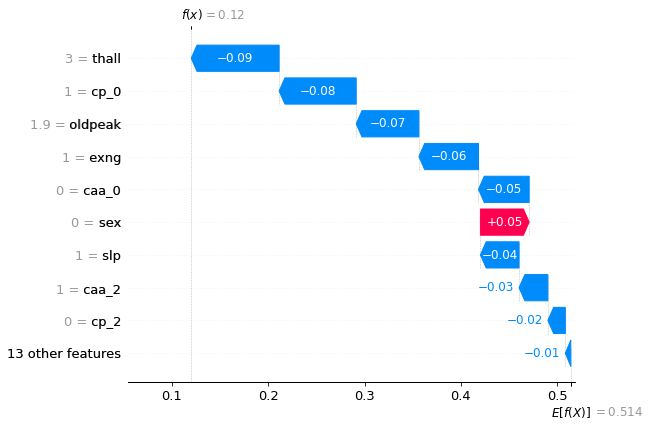 f(x) = 0.12
3 = thall
−0.09
1 = cp_0
−0.08
1.9 = oldpeak
−0.07
1 = exng
−0.06
0 = caa_0
−0.05
0 = sex
+0.05
1 = slp
−0.04
1 = caa_2
−0.03
0 = cp_2
−0.02
13 other features
−0.01
0.1 0.2 0.3 0.4 0.5
E[f(X)] = 0.514